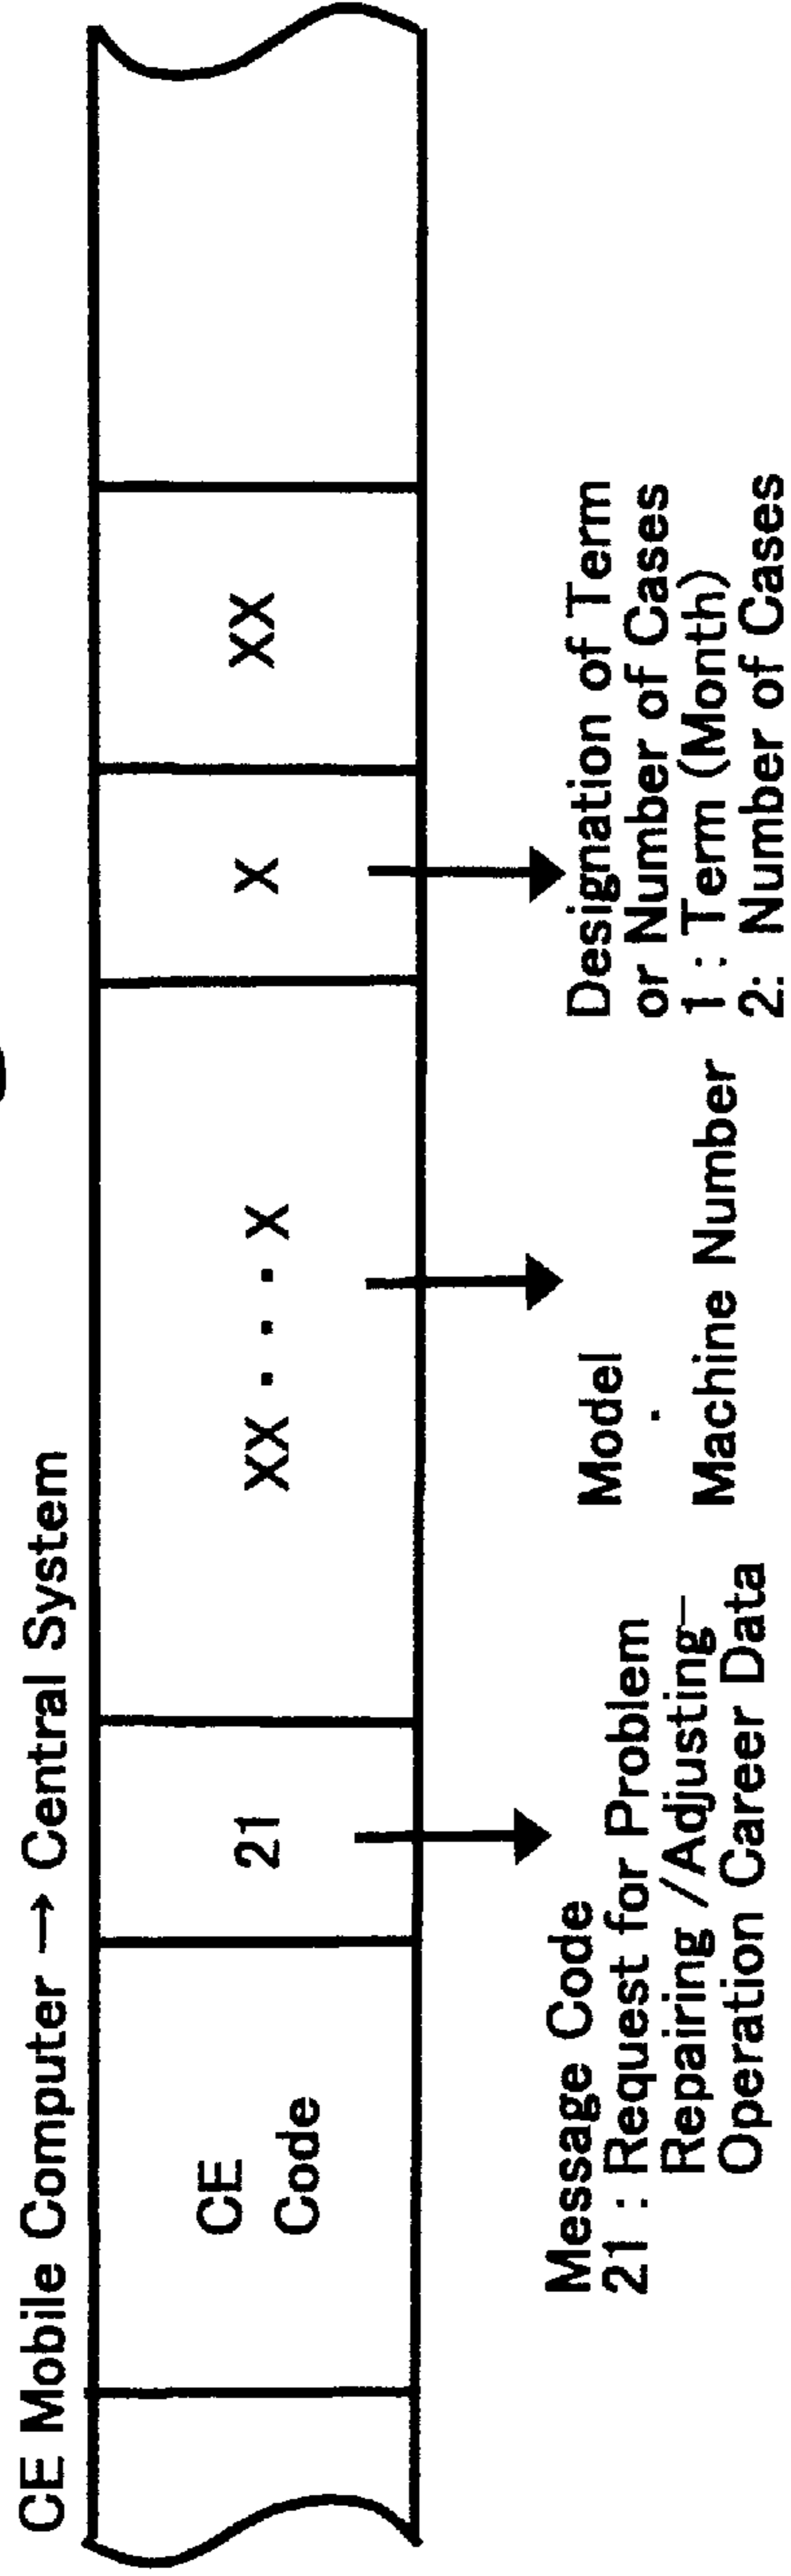 CE Mobile Computer → Central System
CE
Code
21
XX · · · X
X
XX
Message Code
21 : Request for Problem
Repairing /Adjusting-
Operation Career Data
Model
·
Machine Number
Designation of Term
or Number of Cases
1 : Term (Month)
2: Number of Cases